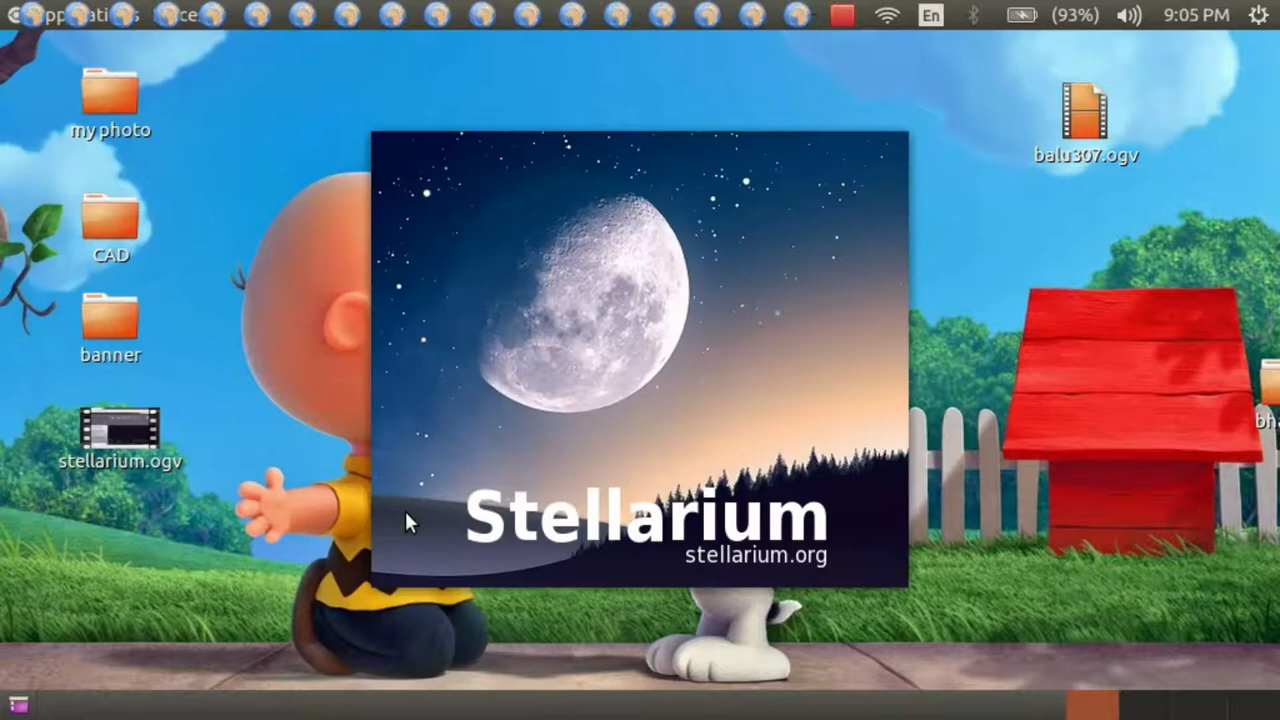 En
(93%)
9:05 PM
my photo
balu307.ogv
CAD
banner
stellarium.ogv
Stellarium
stellarium.org